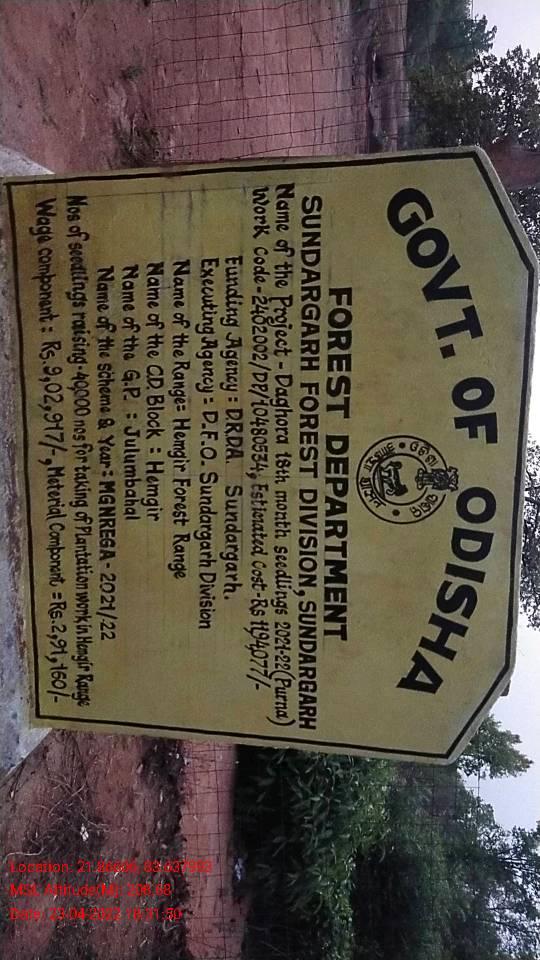 GOVT. OF ODISHA
FOREST DEPARTMENT
SUNDARGARH FOREST DIVISION, SUNDARGARH
Name of the Project - Daghora 18th month seedlings 2021-22 (Purna)
Work Code - 2402002/DP/10480534, Estimated Cost - Rs 1194077/-
Funding Agency : DRDA Sundargarh.
Executing Agency : D.F.O. Sundargarh Division
Name of the Range = Hemgir Forest Range
Name of the C.D. Block : Hemgir
Name of the G.P. : Julumbahal
Name of the Scheme & Year : MGNREGA - 2021/22
Nos of seedlings raising - 40000 nos for taking of Plantation work in Hemgir Range
Wage component : Rs. 9,02,917/-, Meterial Component = Rs. 2,91,160/-
Date: 23-04-2022